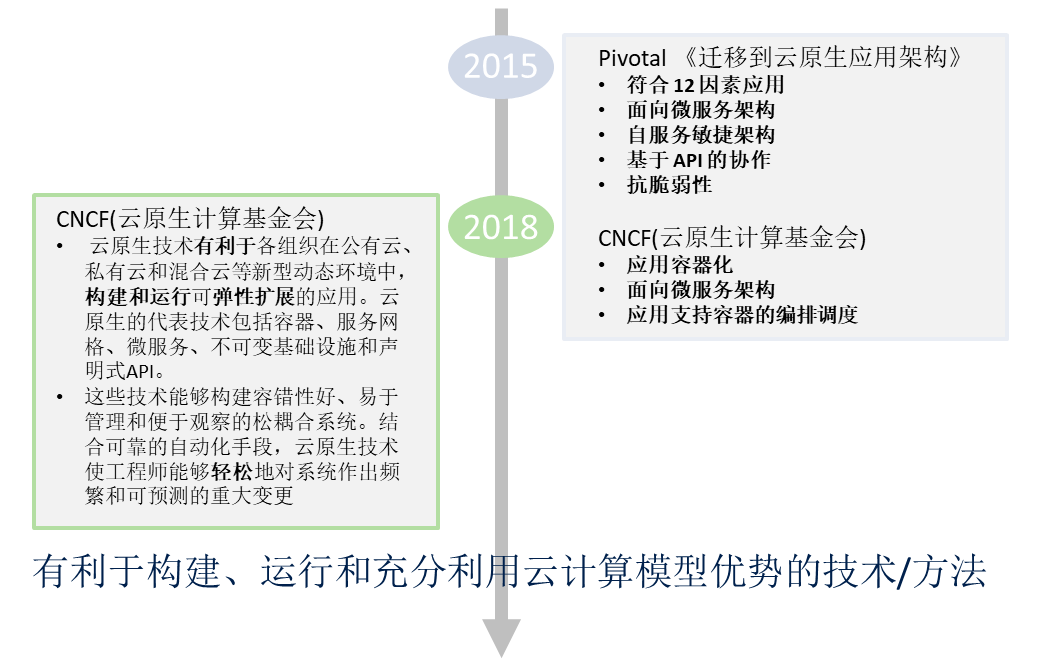 2015
Pivotal 《迁移到云原生应用架构》
• 符合 12 因素应用
• 面向微服务架构
• 自服务敏捷架构
• 基于 API 的协作
• 抗脆弱性
CNCF(云原生计算基金会)
• 应用容器化
• 面向微服务架构
• 应用支持容器的编排调度
2018
CNCF(云原生计算基金会)
• 云原生技术有利于各组织在公有云、
私有云和混合云等新型动态环境中，
构建和运行可弹性扩展的应用。云
原生的代表技术包括容器、服务网
格、微服务、不可变基础设施和声
明式API。
• 这些技术能够构建容错性好、易于
管理和便于观察的松耦合系统。结
合可靠的自动化手段，云原生技术
使工程师能够轻松地对系统作出频
繁和可预测的重大变更
有利于构建、运行和充分利用云计算模型优势的技术/方法